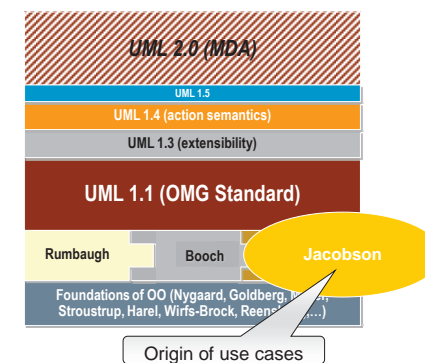 UML 2.0 (MDA)
UML 1.5
UML 1.4 (action semantics)
UML 1.3 (extensibility)
UML 1.1 (OMG Standard)
Rumbaugh
Booch
Jacobson
Foundations of OO (Nygaard, Goldberg,
Stroustrup, Harel, Wirfs-Brock,
Origin of use cases